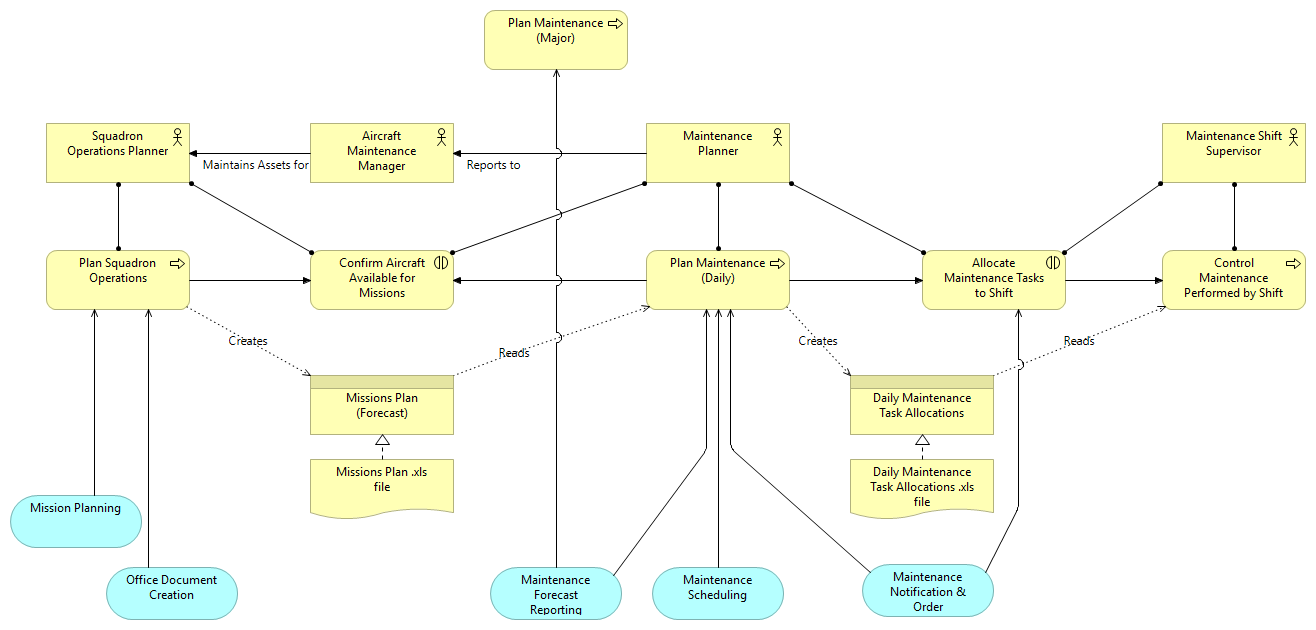 Plan Maintenance
(Major)
Squadron
Operations Planner
Aircraft
Maintenance
Manager
Maintenance
Planner
Maintenance Shift
Supervisor
Maintains Assets for
Reports to
Plan Squadron
Operations
Confirm Aircraft
Available for
Missions
Plan Maintenance
(Daily)
Allocate
Maintenance Tasks
to Shift
Control
Maintenance
Performed by Shift
Creates
Reads
Creates
Reads
Missions Plan
(Forecast)
Daily Maintenance
Task Allocations
Missions Plan .xls
file
Daily Maintenance
Task Allocations .xls
file
Mission Planning
Office Document
Creation
Maintenance
Forecast
Reporting
Maintenance
Scheduling
Maintenance
Notification &
Order